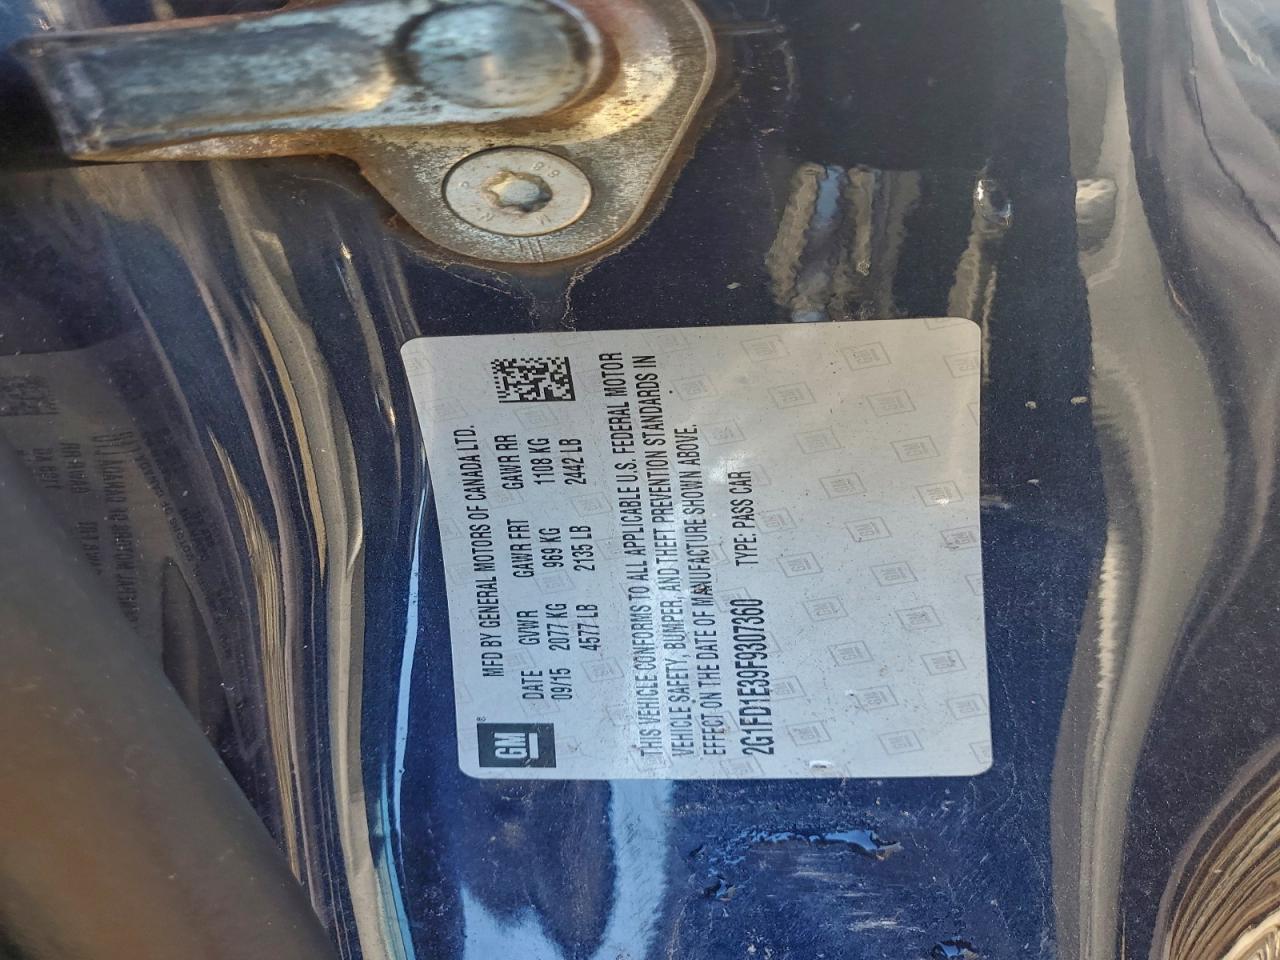 GM®
MFD BY GENERAL MOTORS OF CANADA LTD.
DATE GVWR GAWR FRT GAWR RR
09/15 2077 KG 969 KG 1108 KG
4577 LB 2135 LB 2442 LB
THIS VEHICLE CONFORMS TO ALL APPLICABLE U.S. FEDERAL MOTOR
VEHICLE SAFETY, BUMPER, AND THEFT PREVENTION STANDARDS IN
EFFECT ON THE DATE OF MANUFACTURE SHOWN ABOVE.
2G1FD1E39F9307360 TYPE: PASS CAR